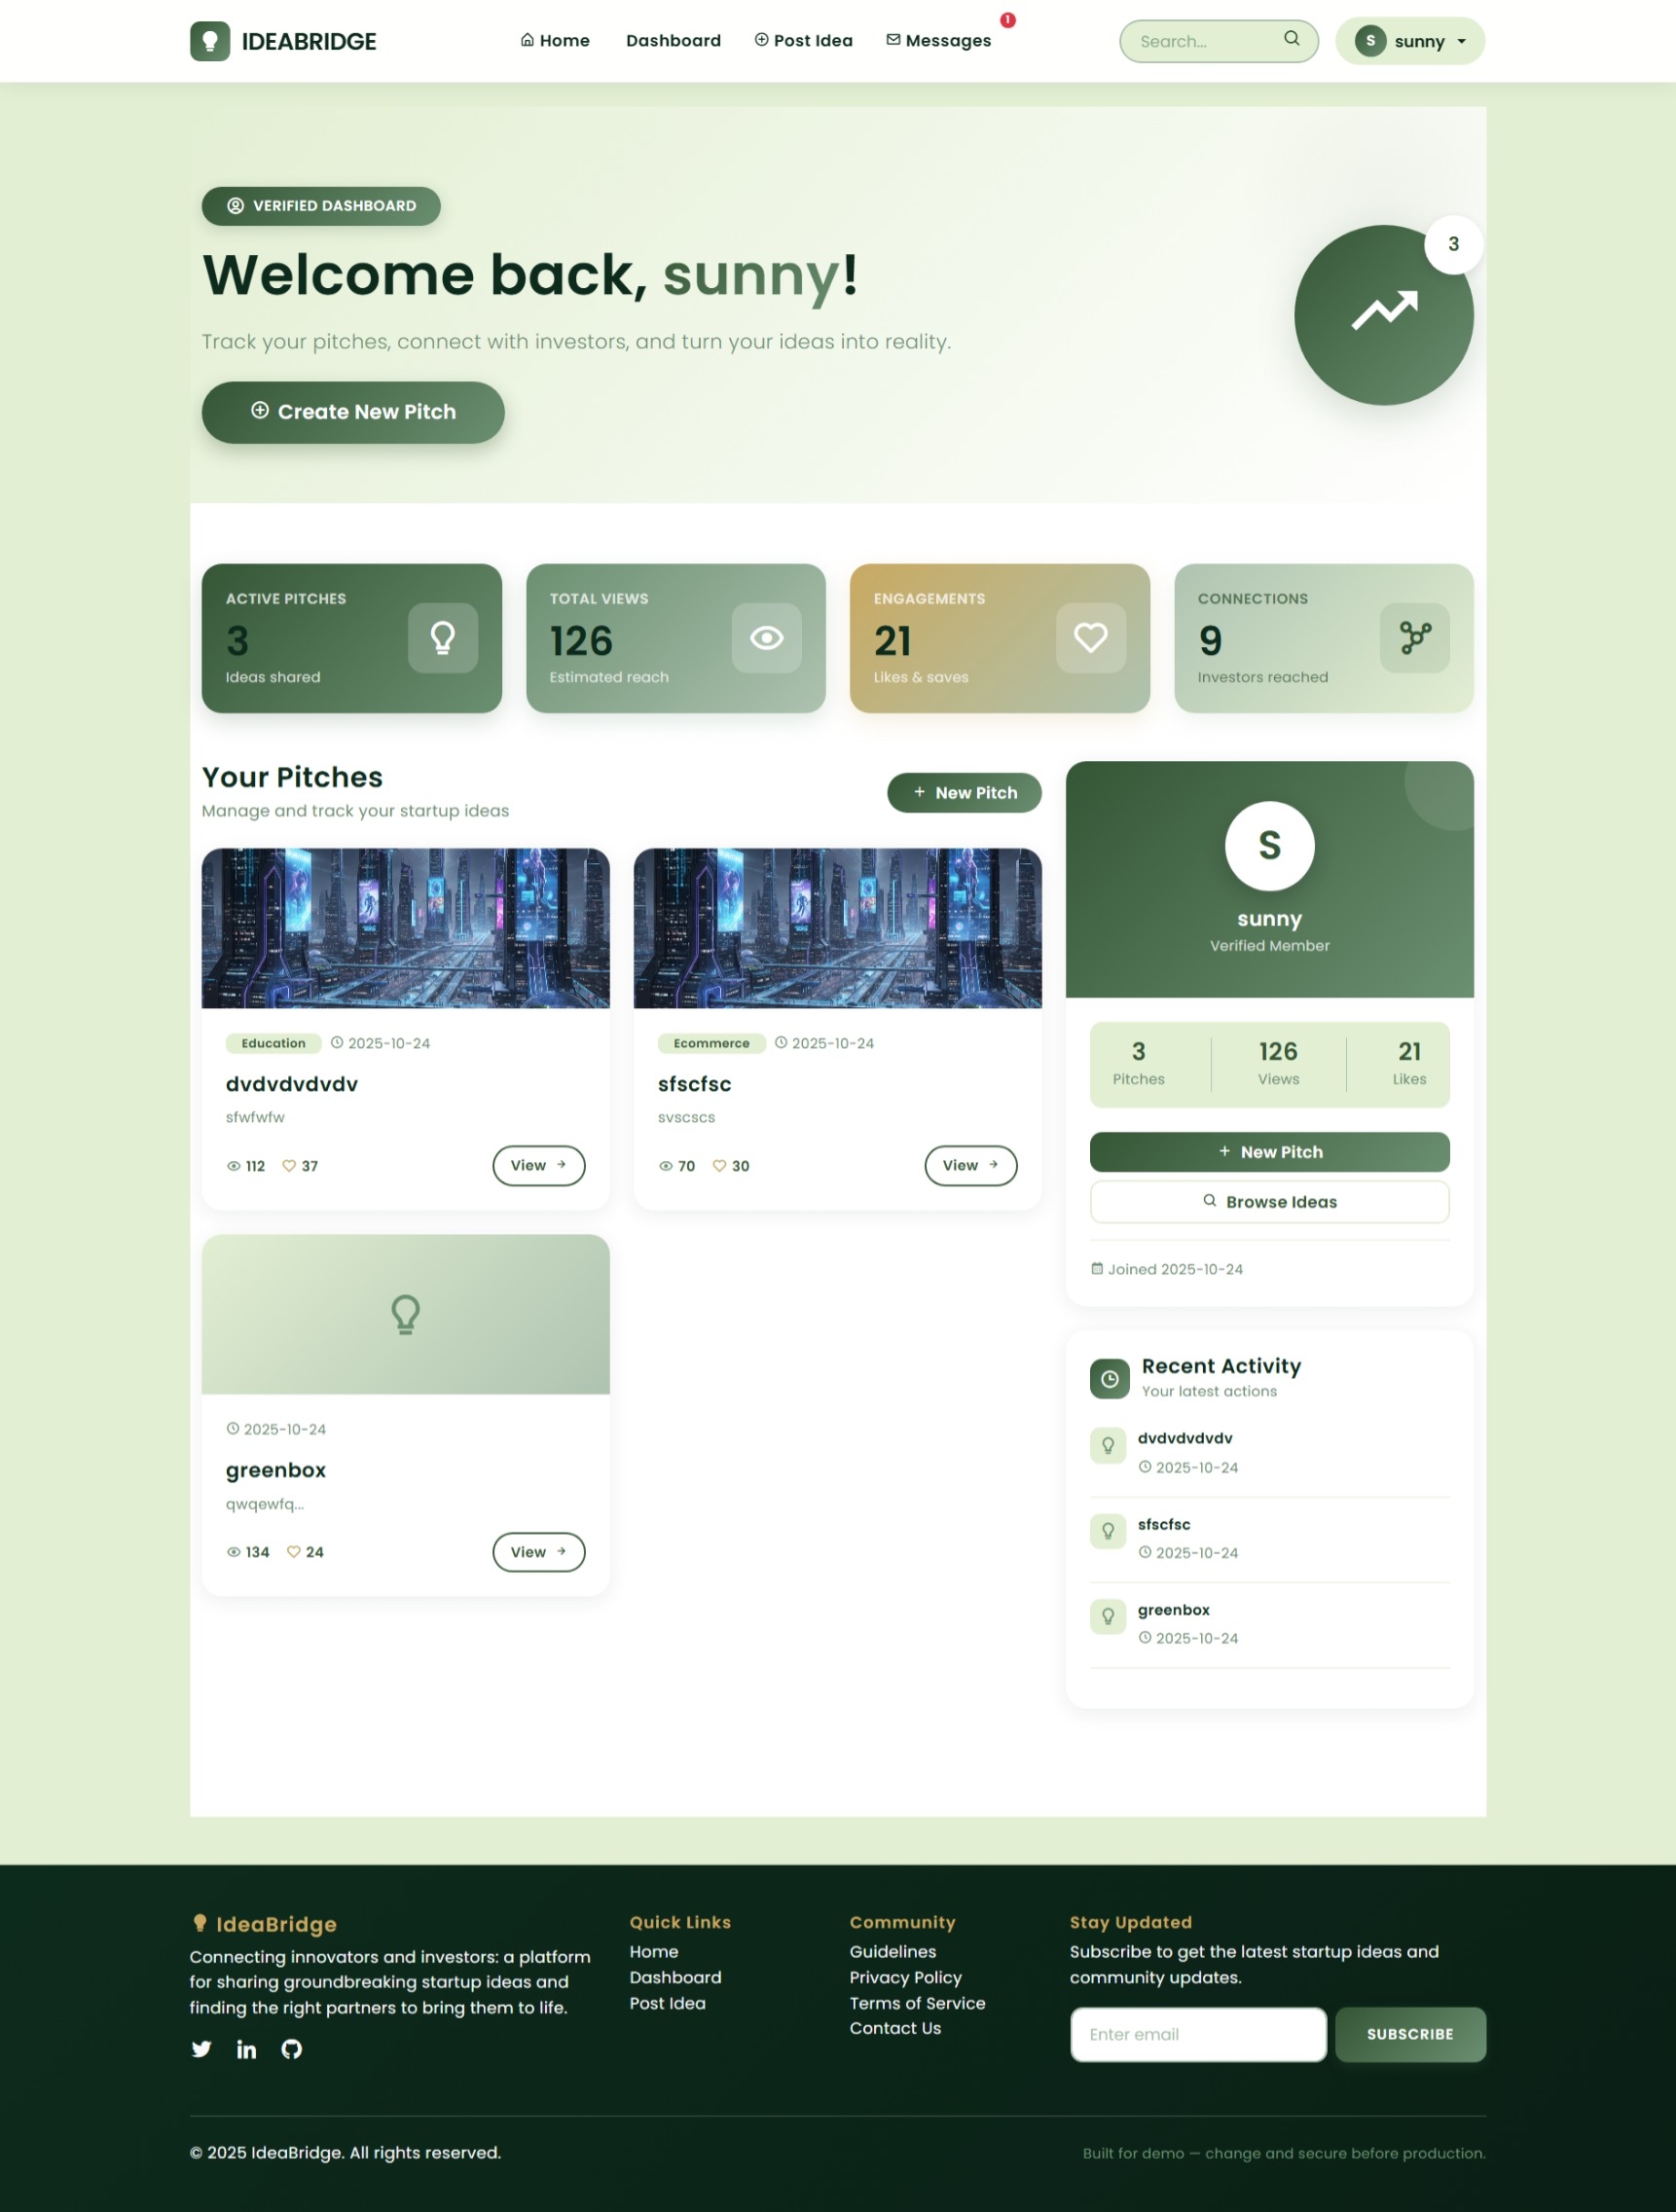 IDEABRIDGE
Home
Dashboard
Post Idea
Messages
1
Search...
S
sunny
VERIFIED DASHBOARD
Welcome back, sunny!
Track your pitches, connect with investors, and turn your ideas into reality.
Create New Pitch
3
ACTIVE PITCHES
3
Ideas shared
TOTAL VIEWS
126
Estimated reach
ENGAGEMENTS
21
Likes & saves
CONNECTIONS
9
Investors reached
Your Pitches
Manage and track your startup ideas
+ New Pitch
Education
2025-10-24
dvdvdvdvdv
sfwfwfw
112
37
View →
Ecommerce
2025-10-24
sfscfsc
svscscs
70
30
View →
2025-10-24
greenbox
qwqewfq...
134
24
View →
S
sunny
Verified Member
3
Pitches
126
Views
21
Likes
+ New Pitch
Browse Ideas
Joined 2025-10-24
Recent Activity
Your latest actions
dvdvdvdvdv
2025-10-24
sfscfsc
2025-10-24
greenbox
2025-10-24
IdeaBridge
Connecting innovators and investors: a platform
for sharing groundbreaking startup ideas and
finding the right partners to bring them to life.
Quick Links
Home
Dashboard
Post Idea
Community
Guidelines
Privacy Policy
Terms of Service
Contact Us
Stay Updated
Subscribe to get the latest startup ideas and
community updates.
Enter email
SUBSCRIBE
© 2025 IdeaBridge. All rights reserved.
Built for demo — change and secure before production.